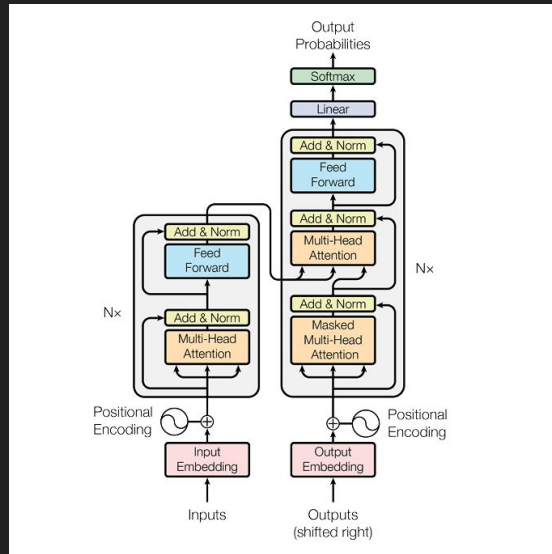 Output
Probabilities
Softmax
Linear
Add & Norm
Feed
Forward
Add & Norm
Multi-Head
Attention
Add & Norm
Masked
Multi-Head
Attention
N×
Add & Norm
Feed
Forward
Add & Norm
Multi-Head
Attention
N×
Positional
Encoding
Positional
Encoding
Input
Embedding
Output
Embedding
Inputs
Outputs
(shifted right)